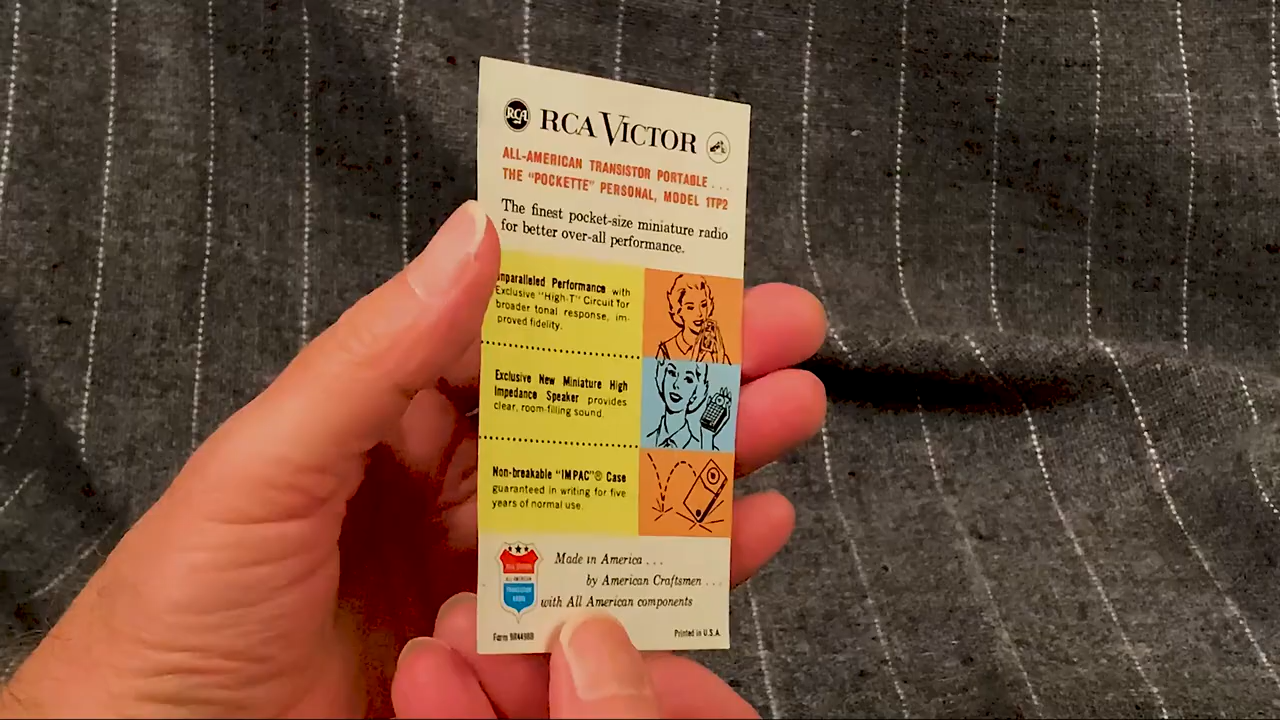 RCA
RCA VICTOR
ALL-AMERICAN TRANSISTOR PORTABLE . . .
THE "POCKETTE" PERSONAL, MODEL 1TP2
The finest pocket-size miniature radio
for better over-all performance.
Unparalleled Performance with
Exclusive "High-T" Circuit for
broader tonal response, im-
proved fidelity.
Exclusive New Miniature High
Impedance Speaker provides
clear, room-filling sound.
Non-breakable "IMPAC"® Case
guaranteed in writing for five
years of normal use.
Made in America . . .
by American Craftsmen . . .
with All American components
ALL-AMERICAN
TRANSISTOR
RADIO
Form Printed in U.S.A.